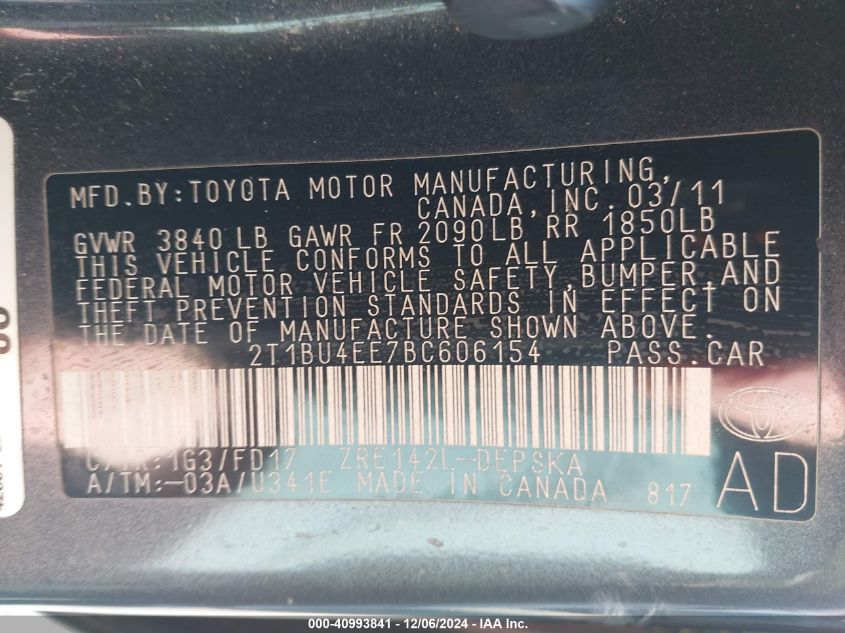 MFD.BY:TOYOTA MOTOR MANUFACTURING,
CANADA,INC. 03/11
GVWR 3840 LB GAWR FR 2090LB RR 1850LB
THIS VEHICLE CONFORMS TO ALL APPLICABLE
FEDERAL MOTOR VEHICLE SAFETY,BUMPER,AND
THEFT PREVENTION STANDARDS IN EFFECT ON
THE DATE OF MANUFACTURE SHOWN ABOVE.
2T1BU4EE7BC606154 PASS.CAR
C/TR:1G3/FD17 ZRE142L-DEPSKA
A/TM:-03A/U341E MADE IN CANADA 817 AD
000-40993841 - 12/06/2024 - IAA Inc.